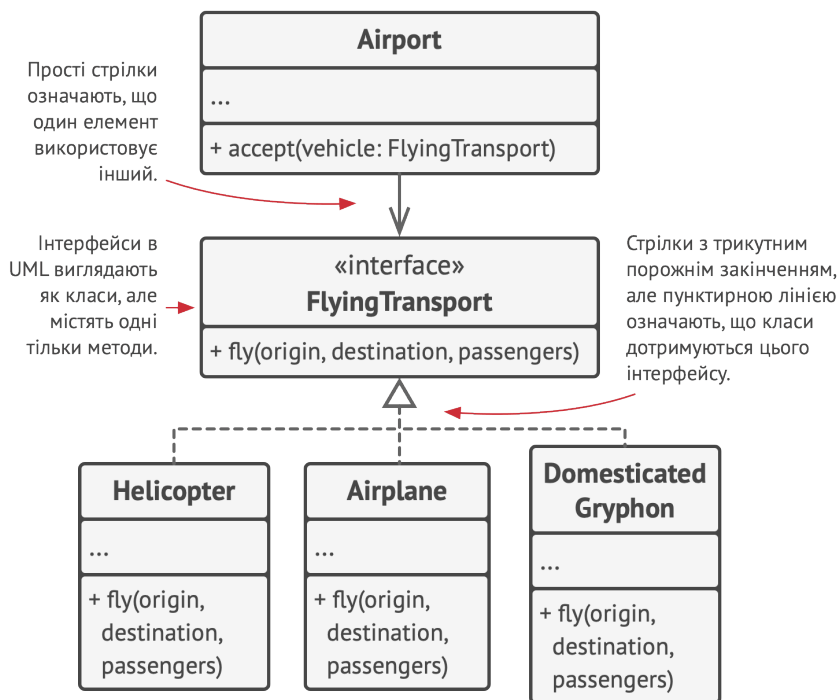 Airport
...
+ accept(vehicle: FlyingTransport)
Прості стрілки
означають, що
один елемент
використовує
інший.
Інтерфейси в
UML виглядають
як класи, але
містять одні
тільки методи.
«interface»
FlyingTransport
+ fly(origin, destination, passengers)
Стрілки з трикутним
порожнім закінченням,
але пунктирною лінією
означають, що класи
дотримуються цього
інтерфейсу.
Helicopter
...
+ fly(origin,
destination,
passengers)
Airplane
...
+ fly(origin,
destination,
passengers)
Domesticated
Gryphon
...
+ fly(origin,
destination,
passengers)